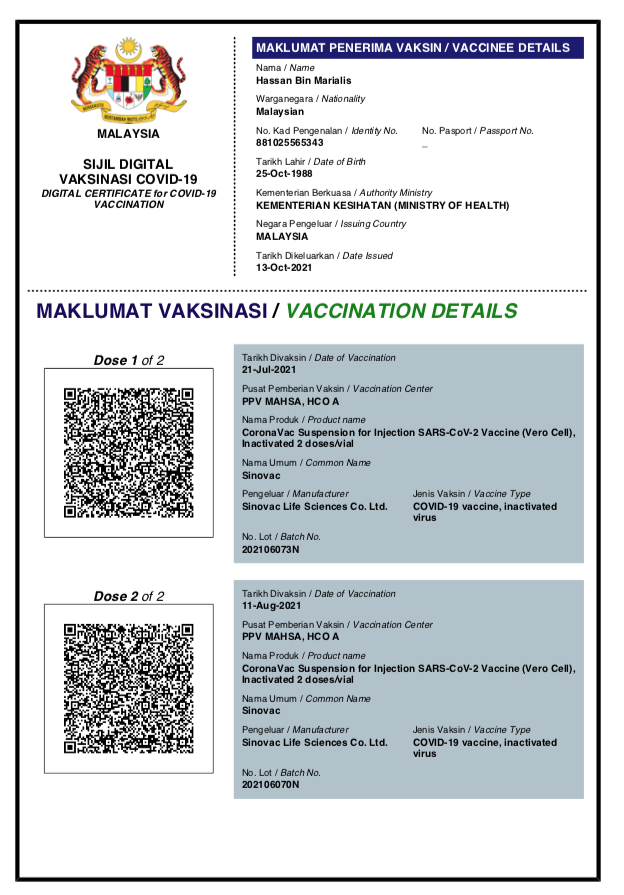 MALAYSIA
SIJIL DIGITAL
VAKSINASI COVID-19
DIGITAL CERTIFICATE for COVID-19
VACCINATION
MAKLUMAT PENERIMA VAKSIN / VACCINEE DETAILS
Nama / Name
Hassan Bin Marialis
Warganegara / Nationality
Malaysian
No. Kad Pengenalan / Identity No. No. Pasport / Passport No.
881025565343 _
Tarikh Lahir / Date of Birth
25-Oct-1988
Kementerian Berkuasa / Authority Ministry
KEMENTERIAN KESIHATAN (MINISTRY OF HEALTH)
Negara Pengeluar / Issuing Country
MALAYSIA
Tarikh Dikeluarkan / Date Issued
13-Oct-2021
MAKLUMAT VAKSINASI / VACCINATION DETAILS
Dose 1 of 2
Tarikh Divaksin / Date of Vaccination
21-Jul-2021
Pusat Pemberian Vaksin / Vaccination Center
PPV MAHSA, HCO A
Nama Produk / Product name
CoronaVac Suspension for Injection SARS-CoV-2 Vaccine (Vero Cell),
Inactivated 2 doses/vial
Nama Umum / Common Name
Sinovac
Pengeluar / Manufacturer Jenis Vaksin / Vaccine Type
Sinovac Life Sciences Co. Ltd. COVID-19 vaccine, inactivated
virus
No. Lot / Batch No.
202106073N
Dose 2 of 2
Tarikh Divaksin / Date of Vaccination
11-Aug-2021
Pusat Pemberian Vaksin / Vaccination Center
PPV MAHSA, HCO A
Nama Produk / Product name
CoronaVac Suspension for Injection SARS-CoV-2 Vaccine (Vero Cell),
Inactivated 2 doses/vial
Nama Umum / Common Name
Sinovac
Pengeluar / Manufacturer Jenis Vaksin / Vaccine Type
Sinovac Life Sciences Co. Ltd. COVID-19 vaccine, inactivated
virus
No. Lot / Batch No.
202106070N